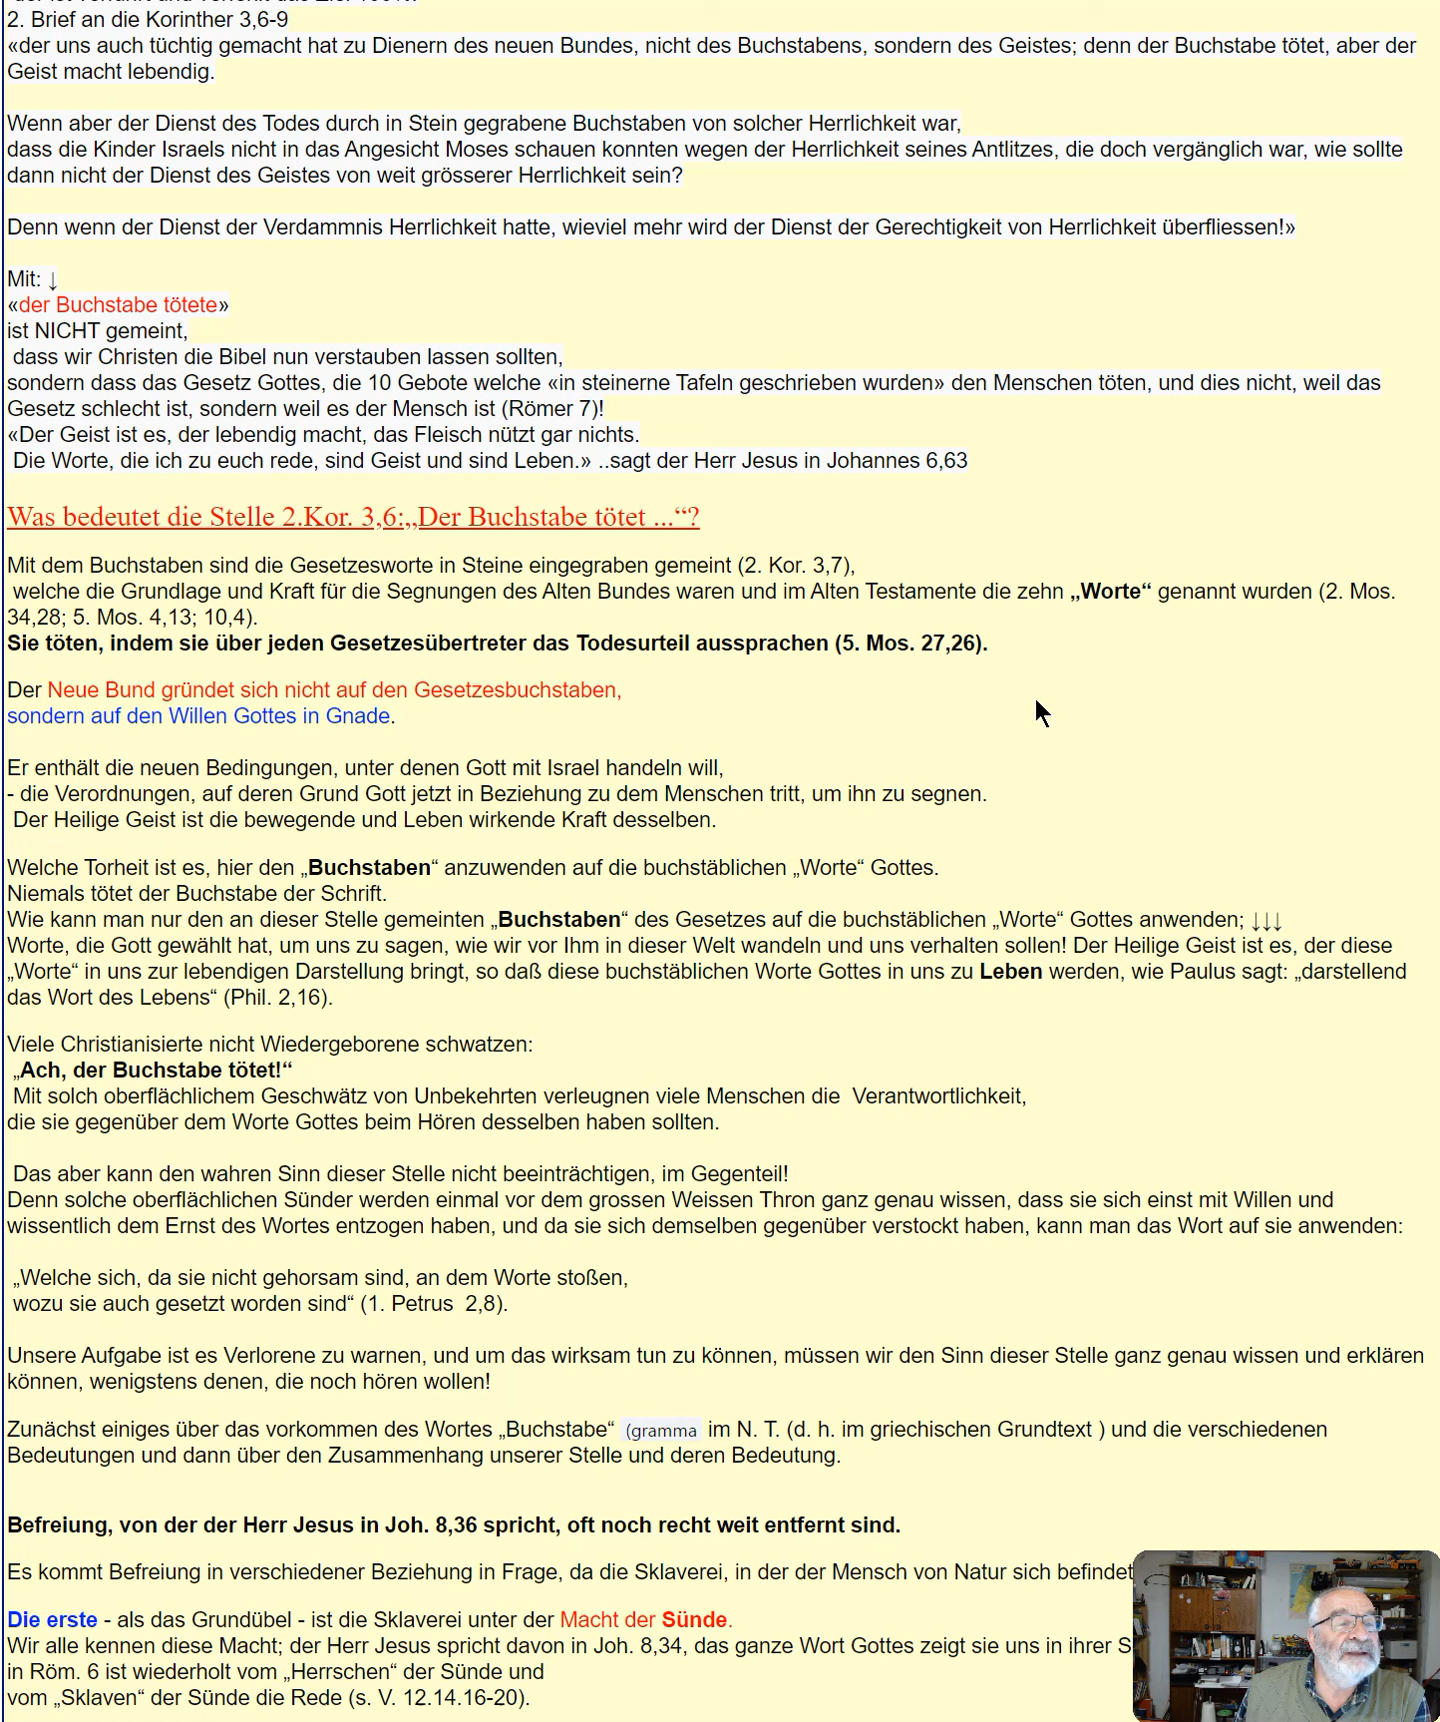 2. Brief an die Korinther 3,6-9
«der uns auch tüchtig gemacht hat zu Dienern des neuen Bundes, nicht des Buchstabens, sondern des Geistes; denn der Buchstabe tötet, aber der
Geist macht lebendig.
Wenn aber der Dienst des Todes durch in Stein gegrabene Buchstaben von solcher Herrlichkeit war,
dass die Kinder Israels nicht in das Angesicht Moses schauen konnten wegen der Herrlichkeit seines Antlitzes, die doch vergänglich war, wie sollte
dann nicht der Dienst des Geistes von weit grösserer Herrlichkeit sein?
Denn wenn der Dienst der Verdammnis Herrlichkeit hatte, wieviel mehr wird der Dienst der Gerechtigkeit von Herrlichkeit überfliessen!»
Mit: ↓
«der Buchstabe tötete»
ist NICHT gemeint,
dass wir Christen die Bibel nun verstauben lassen sollten,
sondern dass das Gesetz Gottes, die 10 Gebote welche «in steinerne Tafeln geschrieben wurden» den Menschen töten, und dies nicht, weil das
Gesetz schlecht ist, sondern weil es der Mensch ist (Römer 7)!
«Der Geist ist es, der lebendig macht, das Fleisch nützt gar nichts.
Die Worte, die ich zu euch rede, sind Geist und sind Leben.» ..sagt der Herr Jesus in Johannes 6,63
Was bedeutet die Stelle 2.Kor. 3,6:„Der Buchstabe tötet ...“?
Mit dem Buchstaben sind die Gesetzesworte in Steine eingegraben gemeint (2. Kor. 3,7),
welche die Grundlage und Kraft für die Segnungen des Alten Bundes waren und im Alten Testamente die zehn „Worte“ genannt wurden (2. Mos.
34,28; 5. Mos. 4,13; 10,4).
Sie töten, indem sie über jeden Gesetzesübertreter das Todesurteil aussprachen (5. Mos. 27,26).
Der Neue Bund gründet sich nicht auf den Gesetzesbuchstaben,
sondern auf den Willen Gottes in Gnade.
Er enthält die neuen Bedingungen, unter denen Gott mit Israel handeln will,
- die Verordnungen, auf deren Grund Gott jetzt in Beziehung zu dem Menschen tritt, um ihn zu segnen.
Der Heilige Geist ist die bewegende und Leben wirkende Kraft desselben.
Welche Torheit ist es, hier den „Buchstaben“ anzuwenden auf die buchstäblichen „Worte“ Gottes.
Niemals tötet der Buchstabe der Schrift.
Wie kann man nur den an dieser Stelle gemeinten „Buchstaben“ des Gesetzes auf die buchstäblichen „Worte“ Gottes anwenden; ↓↓↓
Worte, die Gott gewählt hat, um uns zu sagen, wie wir vor Ihm in dieser Welt wandeln und uns verhalten sollen! Der Heilige Geist ist es, der diese
„Worte“ in uns zur lebendigen Darstellung bringt, so daß diese buchstäblichen Worte Gottes in uns zu Leben werden, wie Paulus sagt: „darstellend
das Wort des Lebens“ (Phil. 2,16).
Viele Christianisierte nicht Wiedergeborene schwatzen:
„Ach, der Buchstabe tötet!“
Mit solch oberflächlichem Geschwätz von Unbekehrten verleugnen viele Menschen die Verantwortlichkeit,
die sie gegenüber dem Worte Gottes beim Hören desselben haben sollten.
Das aber kann den wahren Sinn dieser Stelle nicht beeinträchtigen, im Gegenteil!
Denn solche oberflächlichen Sünder werden einmal vor dem grossen Weissen Thron ganz genau wissen, dass sie sich einst mit Willen und
wissentlich dem Ernst des Wortes entzogen haben, und da sie sich demselben gegenüber verstockt haben, kann man das Wort auf sie anwenden:
„Welche sich, da sie nicht gehorsam sind, an dem Worte stoßen,
wozu sie auch gesetzt worden sind“ (1. Petrus 2,8).
Unsere Aufgabe ist es Verlorene zu warnen, und um das wirksam tun zu können, müssen wir den Sinn dieser Stelle ganz genau wissen und erklären
können, wenigstens denen, die noch hören wollen!
Zunächst einiges über das vorkommen des Wortes „Buchstabe“ (gramma im N. T. (d. h. im griechischen Grundtext ) und die verschiedenen
Bedeutungen und dann über den Zusammenhang unserer Stelle und deren Bedeutung.
Befreiung, von der der Herr Jesus in Joh. 8,36 spricht, oft noch recht weit entfernt sind.
Es kommt Befreiung in verschiedener Beziehung in Frage, da die Sklaverei, in der der Mensch von Natur sich befindet
Die erste - als das Grundübel - ist die Sklaverei unter der Macht der Sünde.
Wir alle kennen diese Macht; der Herr Jesus spricht davon in Joh. 8,34, das ganze Wort Gottes zeigt sie uns in ihrer S
in Röm. 6 ist wiederholt vom „Herrschen“ der Sünde und
vom „Sklaven“ der Sünde die Rede (s. V. 12.14.16-20).